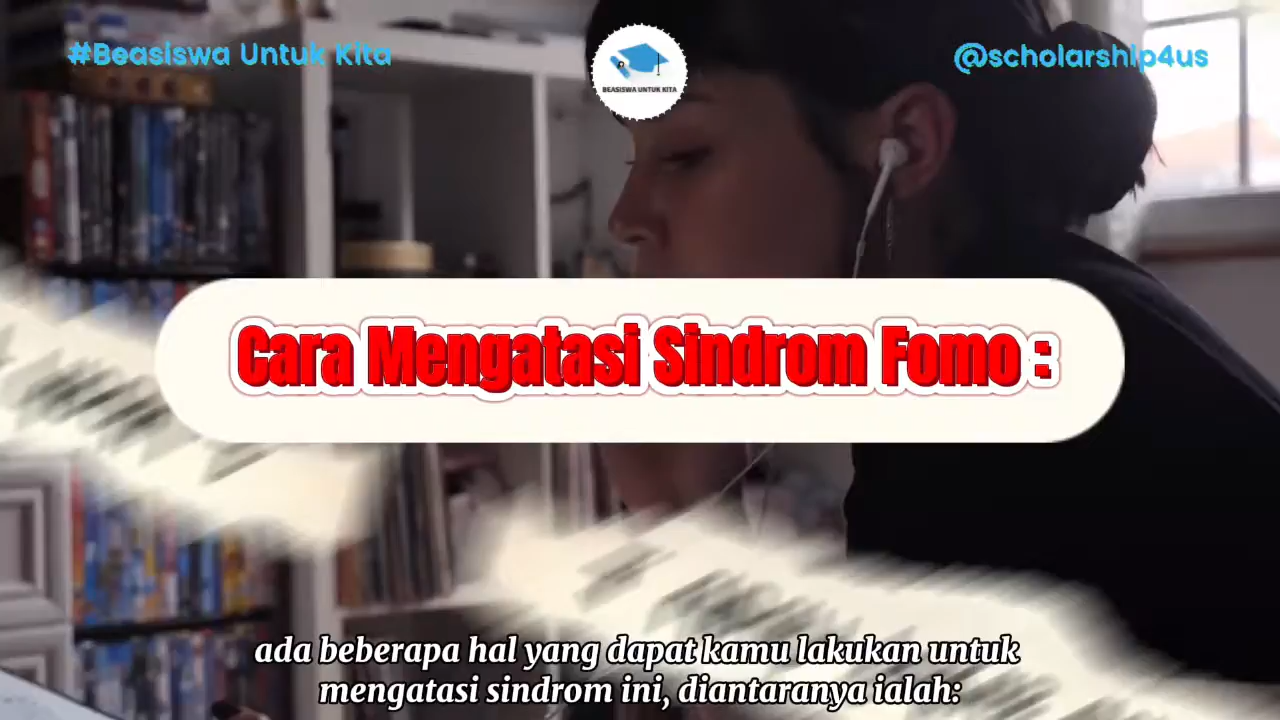 #Beasiswa Untuk Kita
@scholarship4us
BEASISWA UNTUK KITA
Cara Mengatasi Sindrom Fomo :
ada beberapa hal yang dapat kamu lakukan untuk
mengatasi sindrom ini, diantaranya ialah: